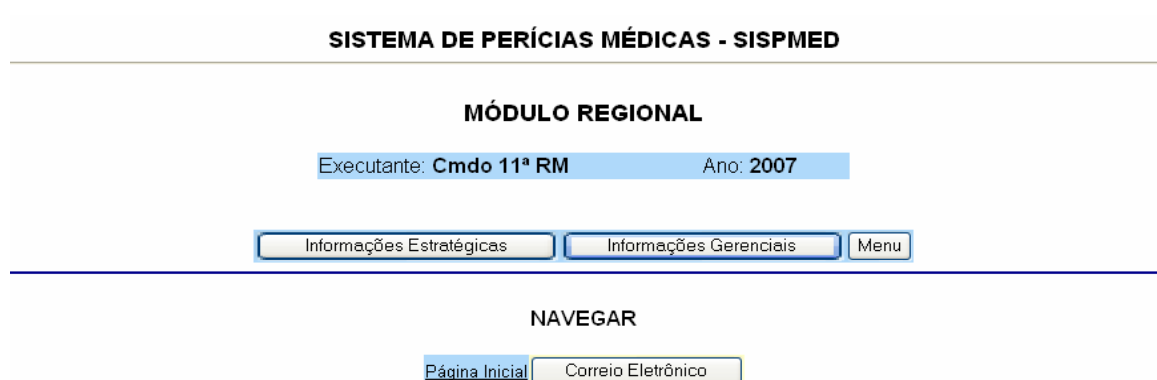 SISTEMA DE PERÍCIAS MÉDICAS - SISPMED
MÓDULO REGIONAL
Executante: Cmdo 11ª RM Ano: 2007
Informações Estratégicas Informações Gerenciais Menu
NAVEGAR
Página Inicial Correio Eletrônico